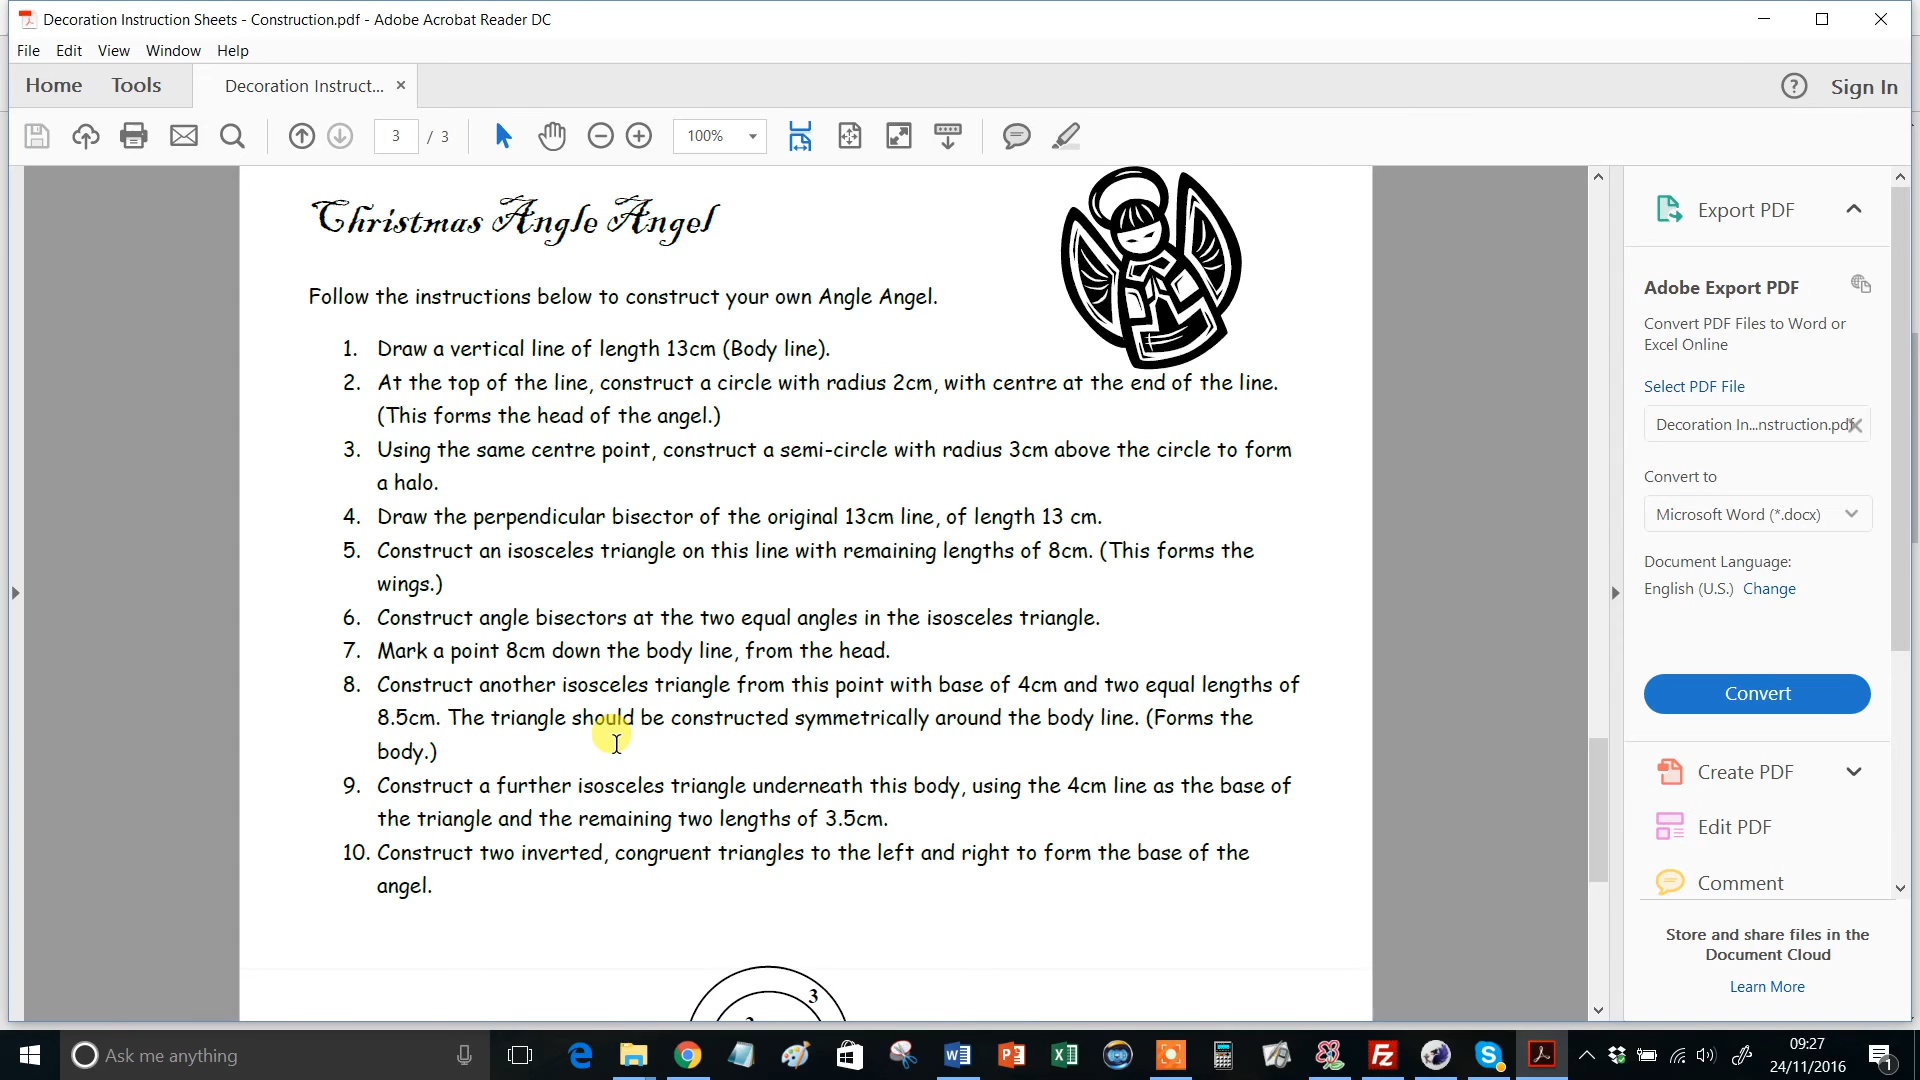 Decoration Instruction Sheets - Construction.pdf - Adobe Acrobat Reader DC
File Edit View Window Help
Home Tools Decoration Instruct... × ? Sign In
3 / 3 100%
Christmas Angle Angel
Follow the instructions below to construct your own Angle Angel.
1. Draw a vertical line of length 13cm (Body line).
2. At the top of the line, construct a circle with radius 2cm, with centre at the end of the line.
(This forms the head of the angel.)
3. Using the same centre point, construct a semi-circle with radius 3cm above the circle to form
a halo.
4. Draw the perpendicular bisector of the original 13cm line, of length 13 cm.
5. Construct an isosceles triangle on this line with remaining lengths of 8cm. (This forms the
wings.)
6. Construct angle bisectors at the two equal angles in the isosceles triangle.
7. Mark a point 8cm down the body line, from the head.
8. Construct another isosceles triangle from this point with base of 4cm and two equal lengths of
8.5cm. The triangle should be constructed symmetrically around the body line. (Forms the
body.)
9. Construct a further isosceles triangle underneath this body, using the 4cm line as the base of
the triangle and the remaining two lengths of 3.5cm.
10. Construct two inverted, congruent triangles to the left and right to form the base of the
angel.
3
Export PDF
Adobe Export PDF
Convert PDF Files to Word or
Excel Online
Select PDF File
Decoration In...nstruction.pdf
Convert to
Microsoft Word (*.docx)
Document Language:
English (U.S.) Change
Convert
Create PDF
Edit PDF
Comment
Store and share files in the
Document Cloud
Learn More
Ask me anything
09:27
24/11/2016
1